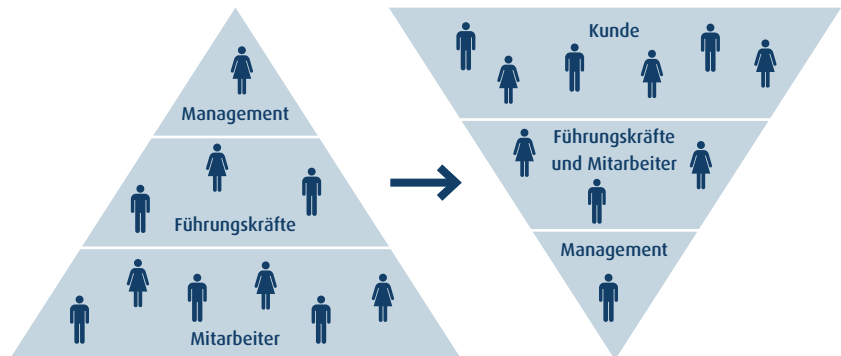 Management
Führungskräfte
Mitarbeiter
Kunde
Führungskräfte
und Mitarbeiter
Management